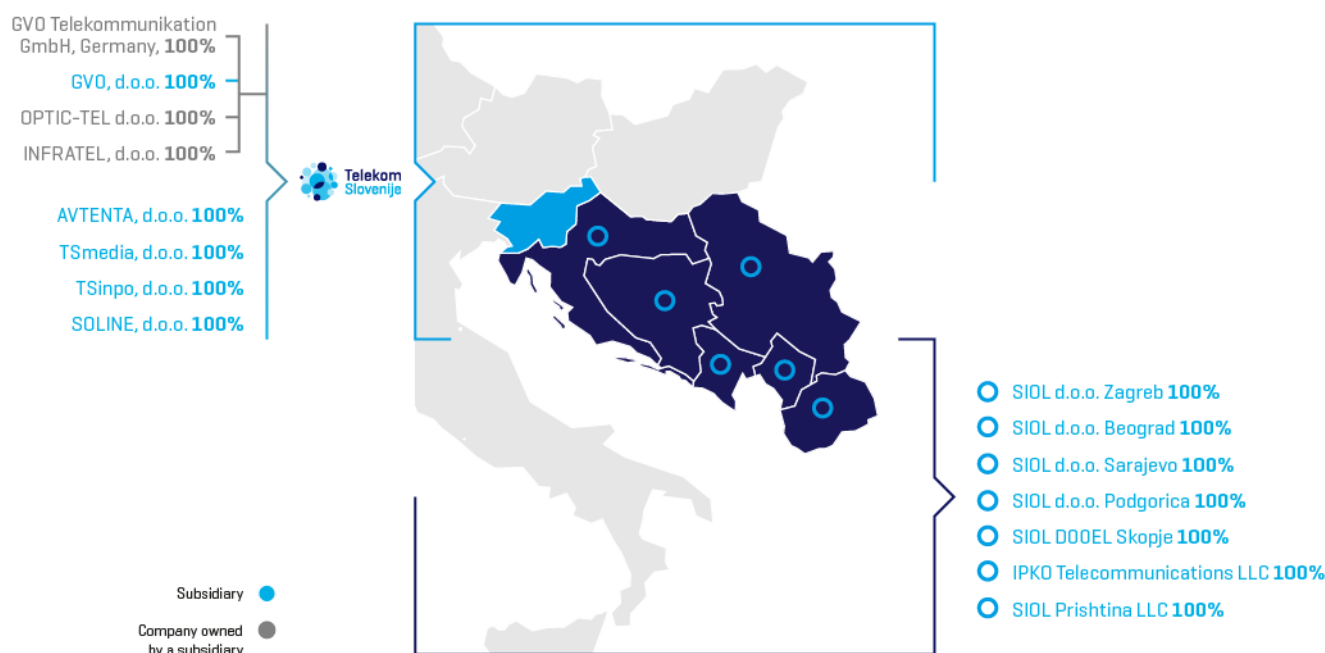 GVO Telekommunikation
GmbH, Germany, 100%
GVO, d.o.o. 100%
OPTIC-TEL d.o.o. 100%
INFRATEL, d.o.o. 100%
Telekom
Slovenije
AVTENTA, d.o.o. 100%
TSmedia, d.o.o. 100%
TSinpo, d.o.o. 100%
SOLINE, d.o.o. 100%
SIOL d.o.o. Zagreb 100%
SIOL d.o.o. Beograd 100%
SIOL d.o.o. Sarajevo 100%
SIOL d.o.o. Podgorica 100%
SIOL DOOEL Skopje 100%
IPKO Telecommunications LLC 100%
SIOL Prishtina LLC 100%
Subsidiary
Company owned
by a subsidiary